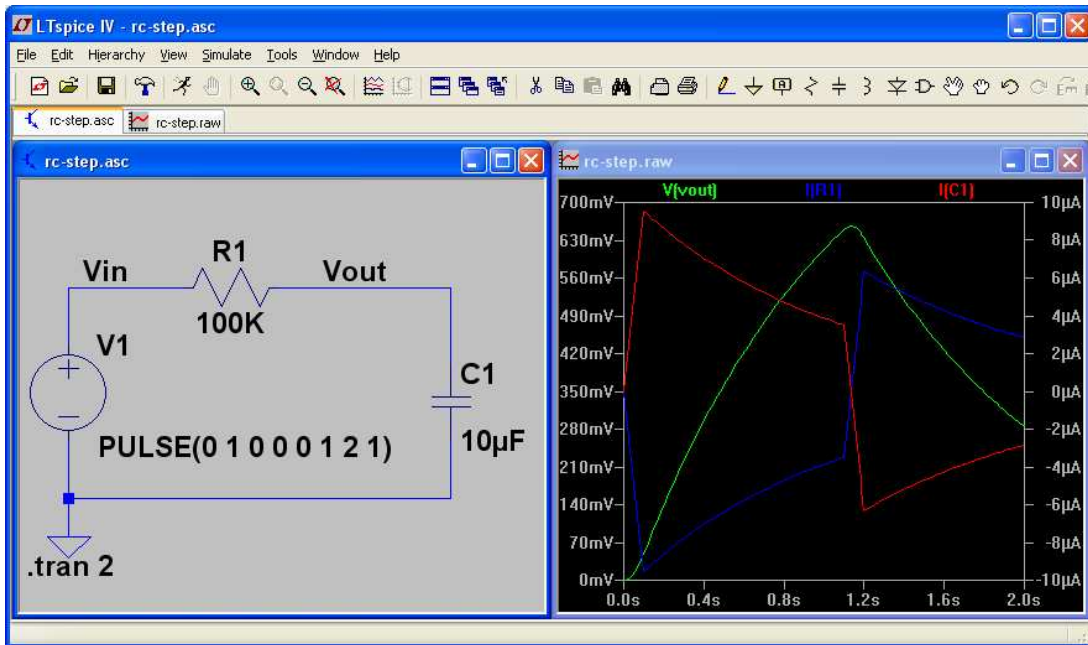 LTspice IV - rc-step.asc
File Edit Hierarchy View Simulate Tools Window Help
rc-step.asc rc-step.raw
rc-step.asc
R1
Vin Vout
100K
V1
C1
PULSE(0 1 0 0 0 1 2 1) 10µF
.tran 2
rc-step.raw
V(vout) I(R1) I(C1)
700mV 10µA
630mV 8µA
560mV 6µA
490mV 4µA
420mV 2µA
350mV 0µA
280mV -2µA
210mV -4µA
140mV -6µA
70mV -8µA
0mV -10µA
0.0s 0.4s 0.8s 1.2s 1.6s 2.0s